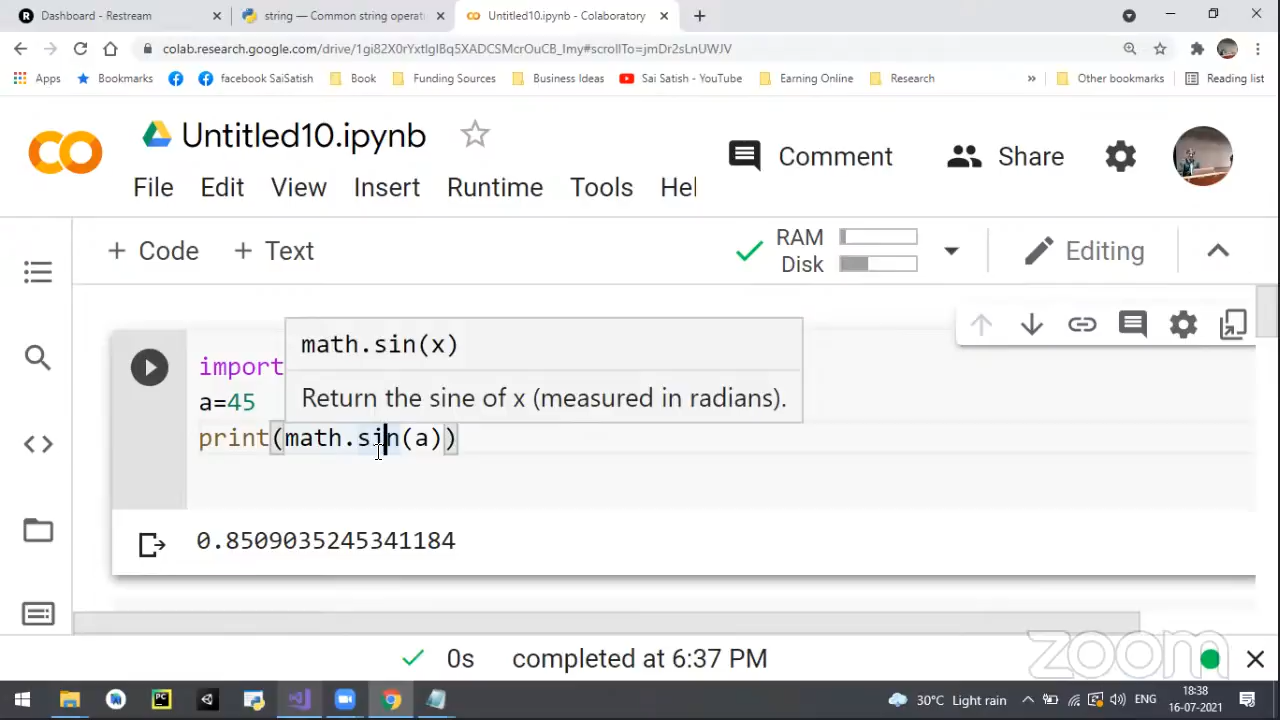 Dashboard - Restream
string — Common string operati
Untitled10.ipynb - Colaboratory
colab.research.google.com/drive/1gi82X0rYxtlgIBq5XADCSMcrOuCB_Imy#scrollTo=jmDr2sLnUWJV
Apps
Bookmarks
facebook SaiSatish
Book
Funding Sources
Business Ideas
Sai Satish - YouTube
Earning Online
Research
»
Other bookmarks
Reading list
Untitled10.ipynb
Comment
Share
File Edit View Insert Runtime Tools Hel
+ Code + Text
RAM
Disk
Editing
math.sin(x)
Return the sine of x (measured in radians).
import
a=45
print(math.sin(a))
0.8509035245341184
0s completed at 6:37 PM
zoom
30°C Light rain
ENG
18:38
16-07-2021